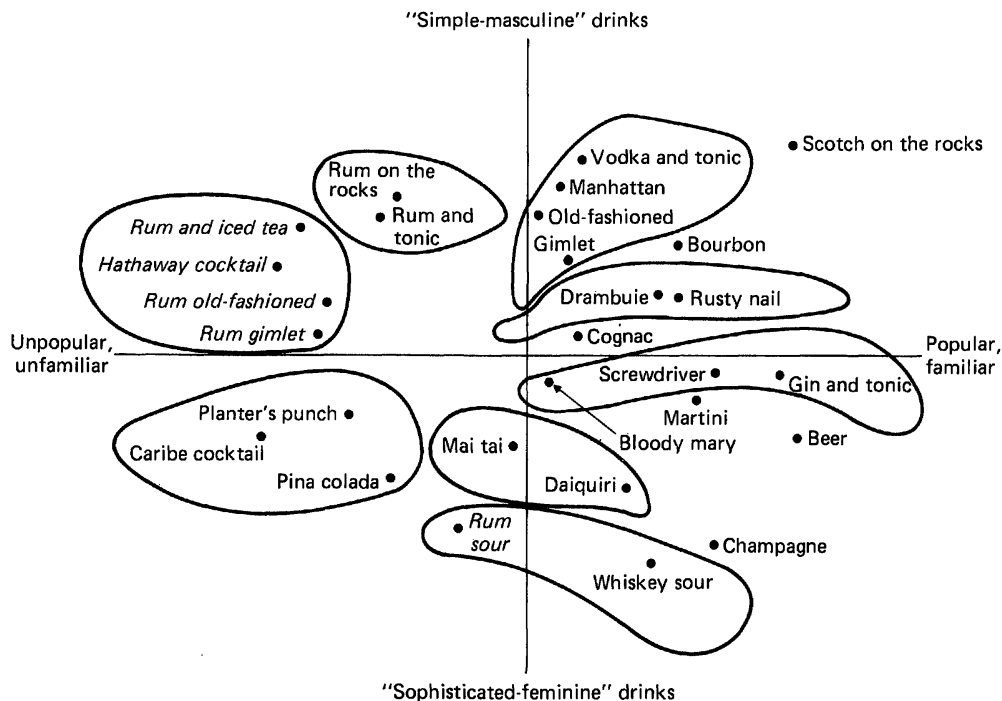 "Simple-masculine" drinks
Scotch on the rocks
Vodka and tonic
Rum on the
rocks
Manhattan
Rum and
tonic
Old-fashioned
Rum and iced tea
Gimlet
Bourbon
Hathaway cocktail
Rum old-fashioned
Drambuie
Rusty nail
Rum gimlet
Cognac
Unpopular,
unfamiliar
Popular,
familiar
Screwdriver
Gin and tonic
Planter's punch
Martini
Bloody mary
Beer
Caribe cocktail
Mai tai
Pina colada
Daiquiri
Rum
sour
Champagne
Whiskey sour
"Sophisticated-feminine" drinks